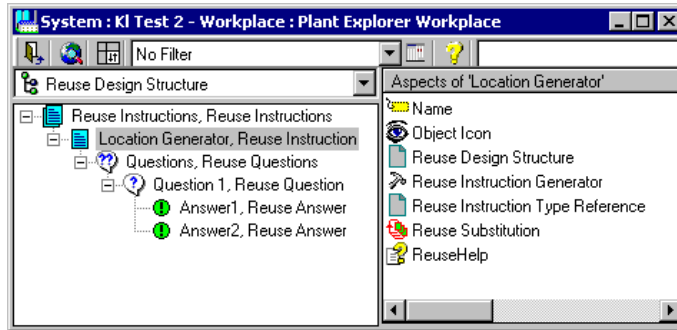 System : Kl Test 2 - Workplace : Plant Explorer Workplace
No Filter
Reuse Design Structure
Reuse Instructions, Reuse Instructions
Location Generator, Reuse Instruction
Questions, Reuse Questions
Question 1, Reuse Question
Answer1, Reuse Answer
Answer2, Reuse Answer
Aspects of 'Location Generator'
Name
Object Icon
Reuse Design Structure
Reuse Instruction Generator
Reuse Instruction Type Reference
Reuse Substitution
ReuseHelp